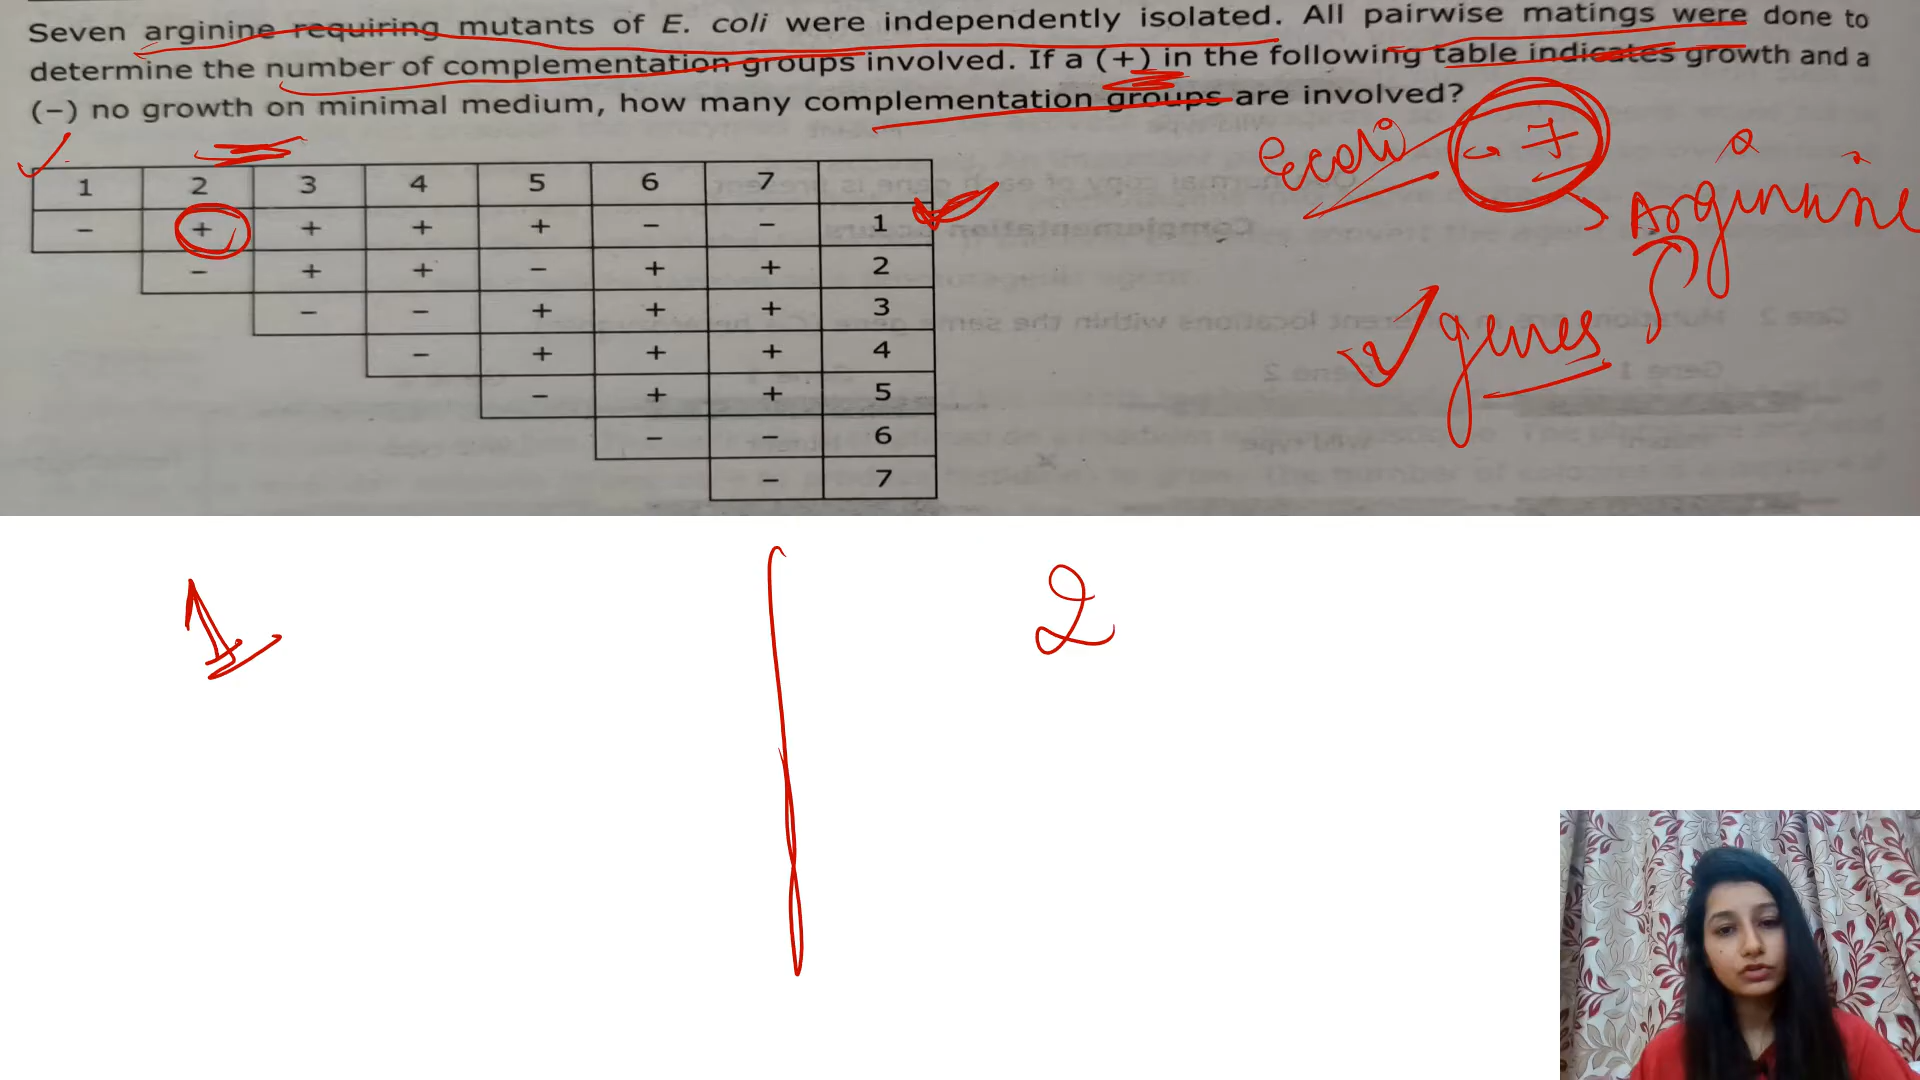 Seven arginine requiring mutants of E. coli were independently isolated. All pairwise matings were done to
determine the number of complementation groups involved. If a (+) in the following table indicates growth and a
(−) no growth on minimal medium, how many complementation groups are involved?
1 2 3 4 5 6 7
− + + + + − − 1
− + + − + + 2
− − + + + 3
− + + + 4
− + + 5
− − 6
− 7
Ecoli
Arginine
genes
1
2